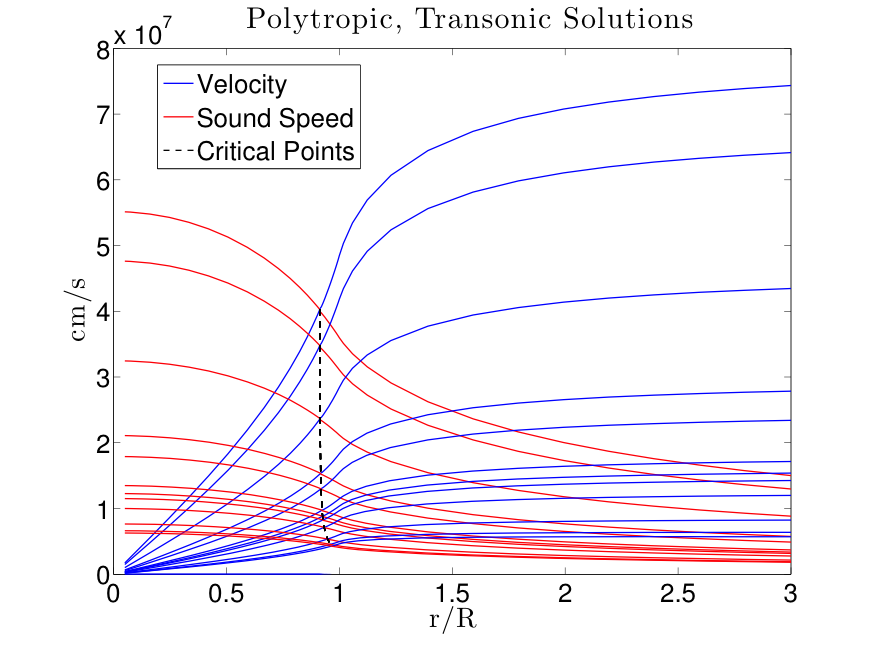 Polytropic, Transonic Solutions
x 10^7
8
7
6
5
4
3
2
1
0
cm/s
Velocity
Sound Speed
Critical Points
0 0.5 1 1.5 2 2.5 3
r/R